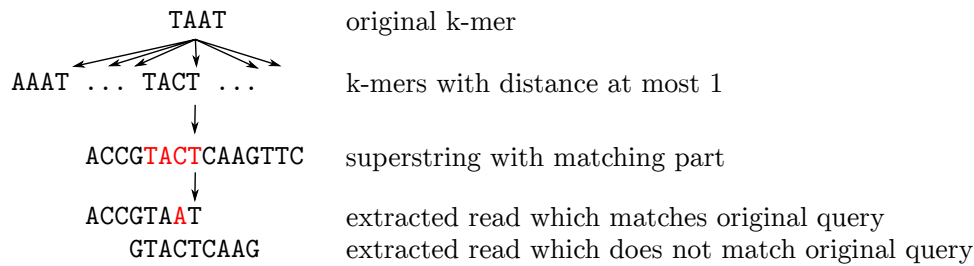 TAAT original k-mer
AAAT ... TACT ... k-mers with distance at most 1
ACCGTACTCAAGTTC superstring with matching part
ACCGTAAT extracted read which matches original query
GTACTCAAG extracted read which does not match original query